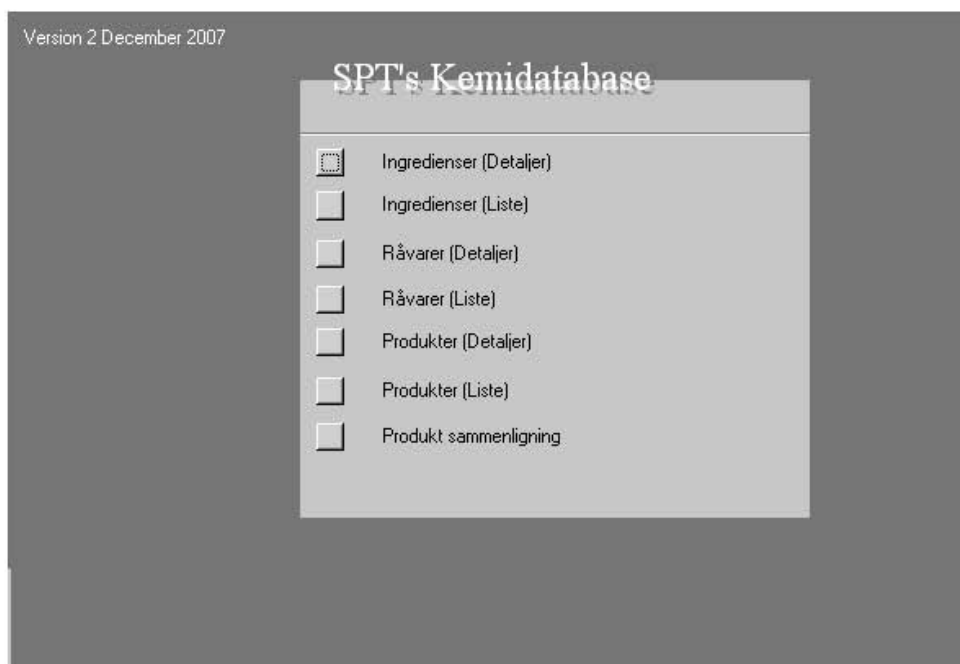 Version 2 December 2007
SPT's Kemidatabase
Ingredienser (Detaljer)
Ingredienser (Liste)
Råvarer (Detaljer)
Råvarer (Liste)
Produkter (Detaljer)
Produkter (Liste)
Produkt sammenligning